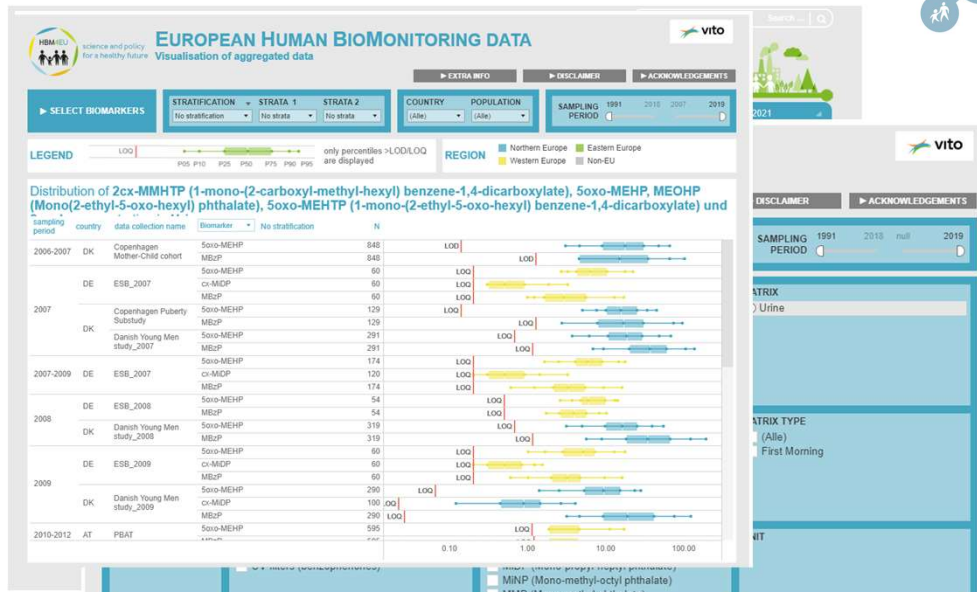 Search ...
HBM4EU
science and policy
for a healthy future
EUROPEAN HUMAN BIOMONITORING DATA
Visualisation of aggregated data
vito
▶ EXTRA INFO
▶ DISCLAIMER
▶ ACKNOWLEDGEMENTS
▶ SELECT BIOMARKERS
STRATIFICATION STRATA 1 STRATA 2
No stratification No strata No strata
COUNTRY POPULATION
(Alle) (Alle)
SAMPLING PERIOD
1991 2018 2007 2019
2021
LEGEND
LOQ
P05 P10 P25 P50 P75 P90 P95
only percentiles >LOD/LOQ
are displayed
REGION
Northern Europe Eastern Europe
Western Europe Non-EU
Distribution of 2cx-MMHTP (1-mono-(2-carboxyl-methyl-hexyl) benzene-1,4-dicarboxylate), 5oxo-MEHP, MEOHP
(Mono(2-ethyl-5-oxo-hexyl) phthalate), 5oxo-MEHTP (1-mono-(2-ethyl-5-oxo-hexyl) benzene-1,4-dicarboxylate) und
sampling period country data collection name Biomarker No stratification N
2006-2007 DK Copenhagen Mother-Child cohort 5oxo-MEHP 848 LOD
MBzP 848 LOD
2007 DE ESB_2007 5oxo-MEHP 60 LOQ
cx-MiDP 60 LOQ
MBzP 60 LOQ
DK Copenhagen Puberty Substudy 5oxo-MEHP 129 LOQ
MBzP 129 LOQ
Danish Young Men study_2007 5oxo-MEHP 291 LOQ
MBzP 291 LOQ
2007-2009 DE ESB_2007 5oxo-MEHP 174 LOQ
cx-MiDP 120 LOQ
MBzP 174 LOQ
2008 DE ESB_2008 5oxo-MEHP 54 LOQ
MBzP 54 LOQ
DK Danish Young Men study_2008 5oxo-MEHP 319 LOQ
MBzP 319 LOQ
2009 DE ESB_2009 5oxo-MEHP 60 LOQ
cx-MiDP 60 LOQ
MBzP 60 LOQ
DK Danish Young Men study_2009 5oxo-MEHP 290 LOQ
cx-MiDP 100 .OQ
MBzP 290 LOQ
2010-2012 AT PBAT 5oxo-MEHP 595 LOQ
0.10 1.00 10.00 100.00
vito
DISCLAIMER
▶ ACKNOWLEDGEMENTS
SAMPLING PERIOD
1991 2018 null 2019
ATRIX
Urine
ATRIX TYPE
(Alle)
First Morning
NIT
MiNP (Mono-methyl-octyl phthalate)